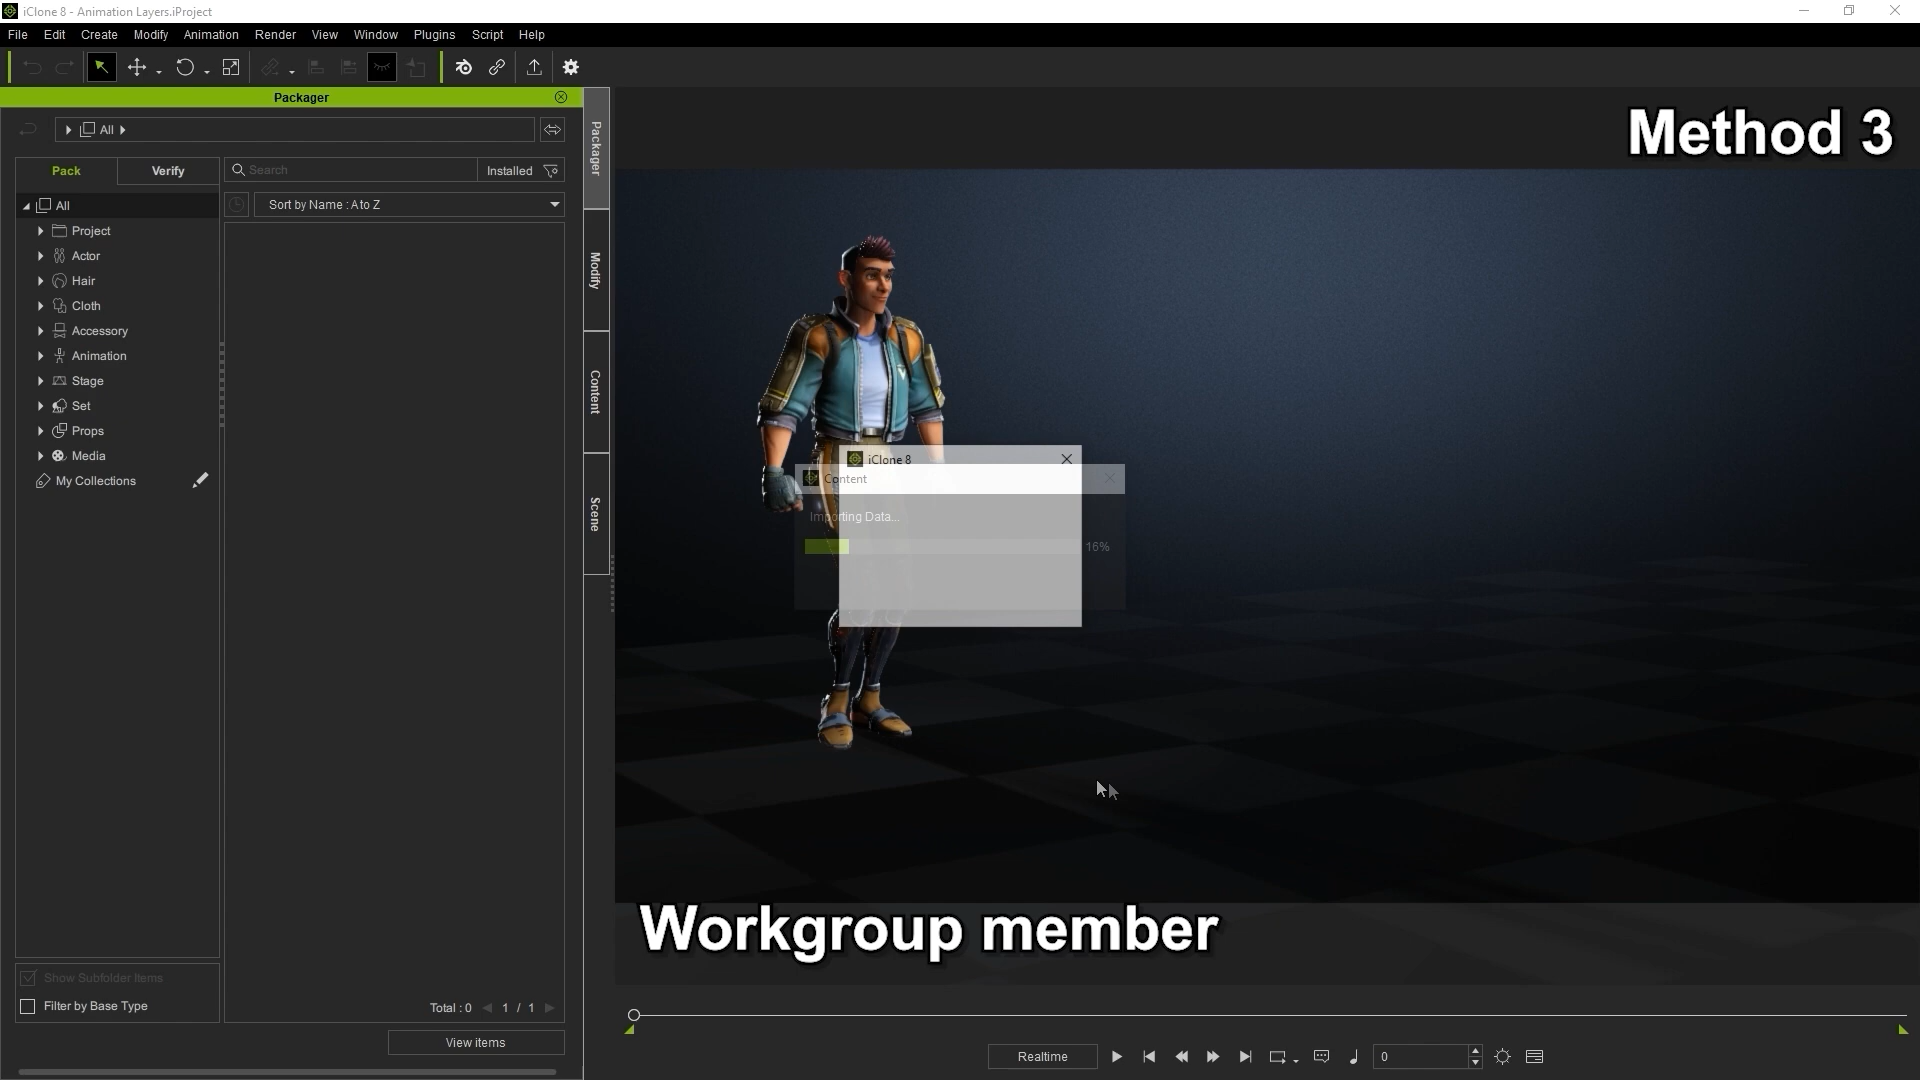 iClone 8 - Animation Layers.iProject
File Edit Create Modify Animation Render View Window Plugins Script Help
Packager
All
Pack Verify
Search Installed
Sort by Name : A to Z
All
Project
Actor
Hair
Cloth
Accessory
Animation
Stage
Set
Props
Media
My Collections
Show Subfolder Items
Filter by Base Type
Total : 0 1 / 1
View items
Packager
Modify
Content
Scene
Method 3
iClone 8
Content
Importing Data...
16%
Workgroup member
Realtime
0